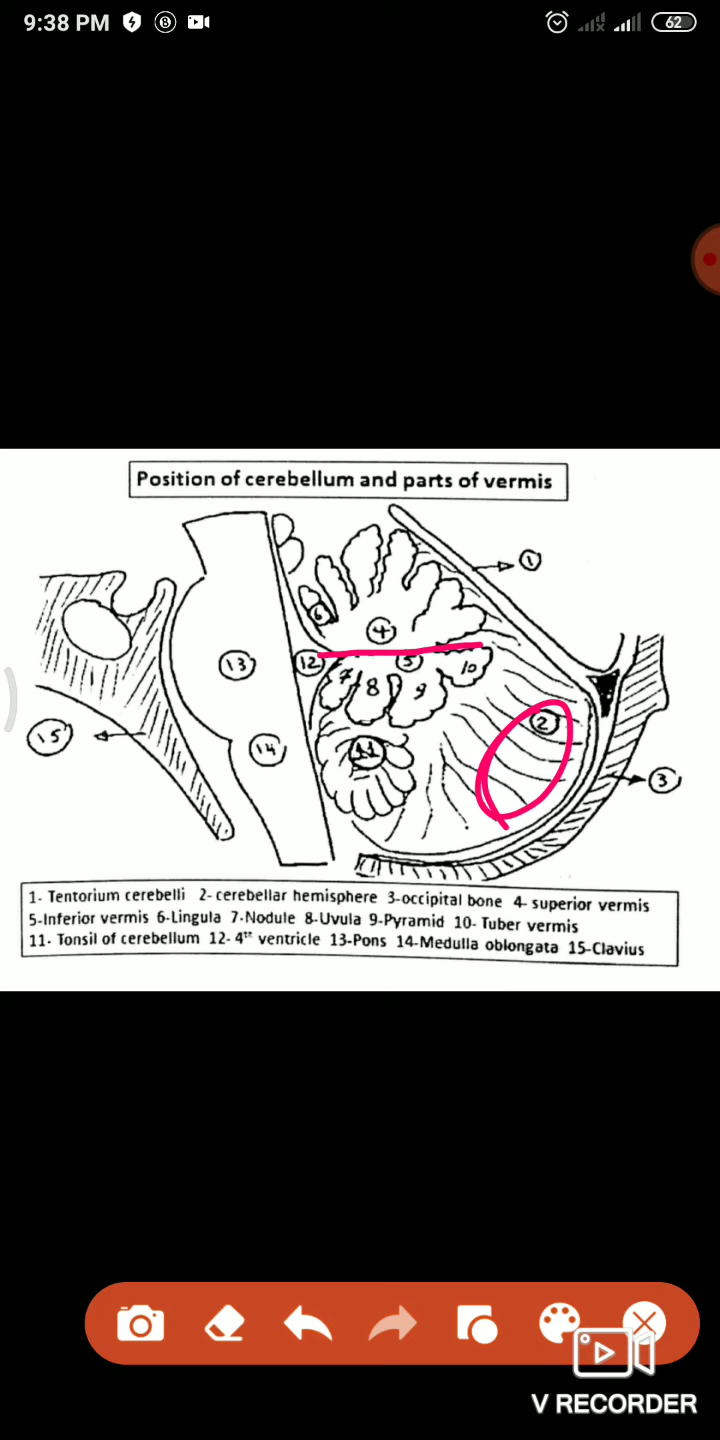 9:38 PM
62
Position of cerebellum and parts of vermis
1
6
4
13
12
5
10
7
8
9
2
15
14
11
3
1- Tentorium cerebelli 2- cerebellar hemisphere 3-occipital bone 4- superior vermis
5-Inferior vermis 6-Lingula 7-Nodule 8-Uvula 9-Pyramid 10- Tuber vermis
11- Tonsil of cerebellum 12- 4th ventricle 13-Pons 14-Medulla oblongata 15-Clavius
V RECORDER